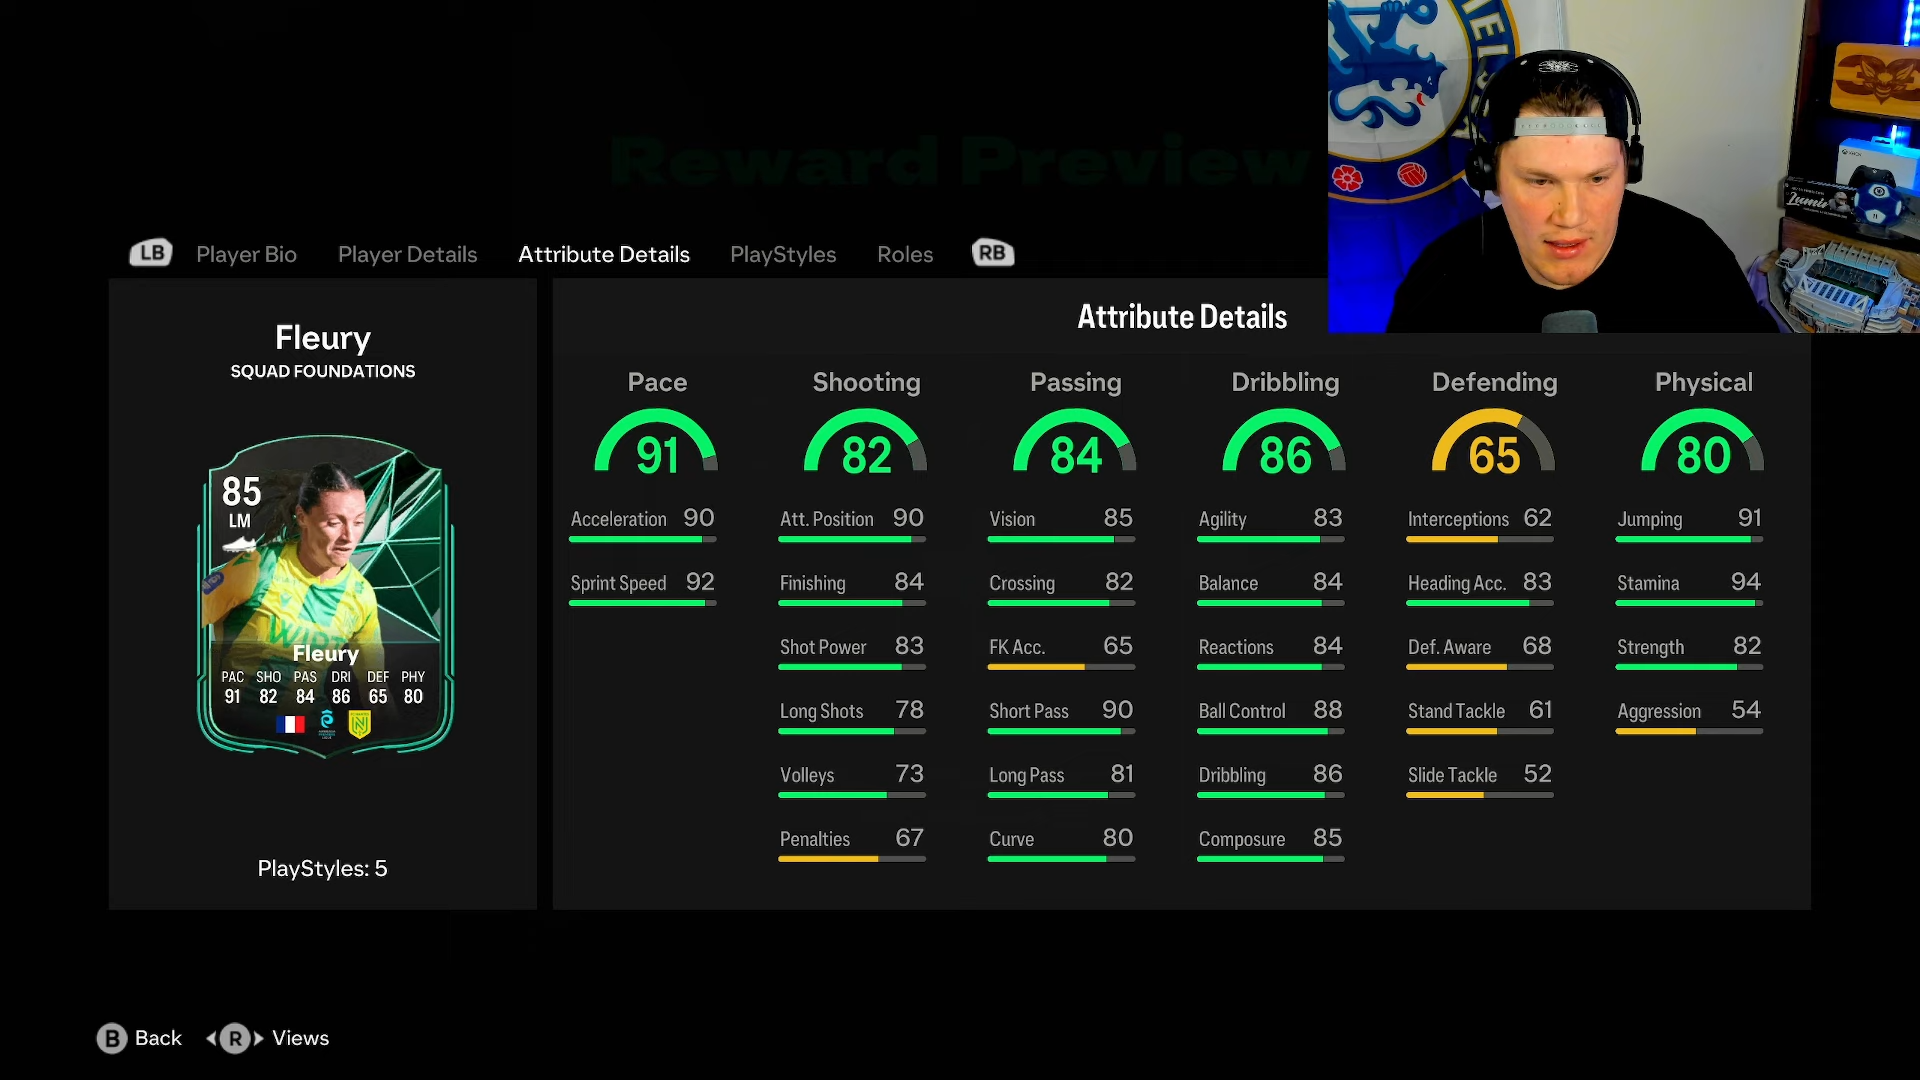 Reward Preview
LB Player Bio Player Details Attribute Details PlayStyles Roles RB
Fleury
SQUAD FOUNDATIONS
85
LM
Fleury
PAC SHO PAS DRI DEF PHY
91 82 84 86 65 80
PlayStyles: 5
Attribute Details
Pace Shooting Passing Dribbling Defending Physical
91 82 84 86 65 80
Acceleration 90 Att. Position 90 Vision 85 Agility 83 Interceptions 62 Jumping 91
Sprint Speed 92 Finishing 84 Crossing 82 Balance 84 Heading Acc. 83 Stamina 94
Shot Power 83 FK Acc. 65 Reactions 84 Def. Aware 68 Strength 82
Long Shots 78 Short Pass 90 Ball Control 88 Stand Tackle 61 Aggression 54
Volleys 73 Long Pass 81 Dribbling 86 Slide Tackle 52
Penalties 67 Curve 80 Composure 85
B Back R Views